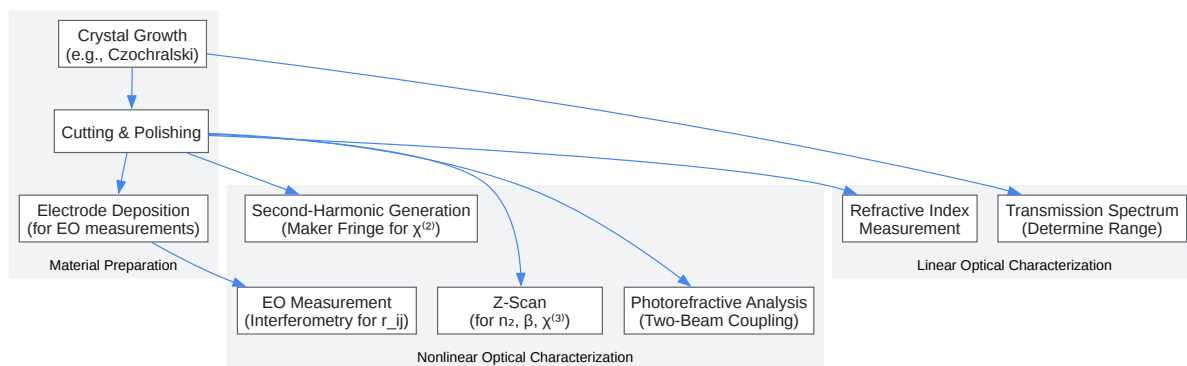 Crystal Growth
(e.g., Czochralski)
Cutting & Polishing
Electrode Deposition
(for EO measurements)
Material Preparation
Second-Harmonic Generation
(Maker Fringe for χ⁽²⁾)
EO Measurement
(Interferometry for r_ij)
Z-Scan
(for n₂, β, χ⁽³⁾)
Photorefractive Analysis
(Two-Beam Coupling)
Nonlinear Optical Characterization
Refractive Index
Measurement
Transmission Spectrum
(Determine Range)
Linear Optical Characterization